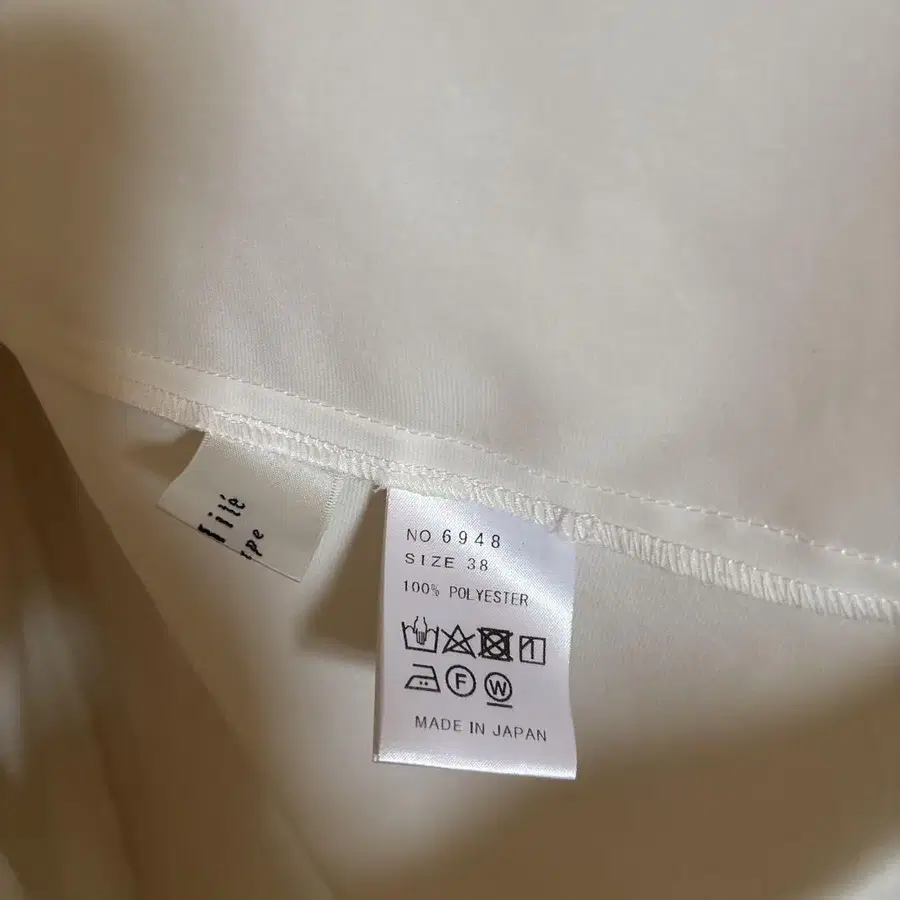 NO 6948
SIZE 38
100% POLYESTER
F W
MADE IN JAPAN